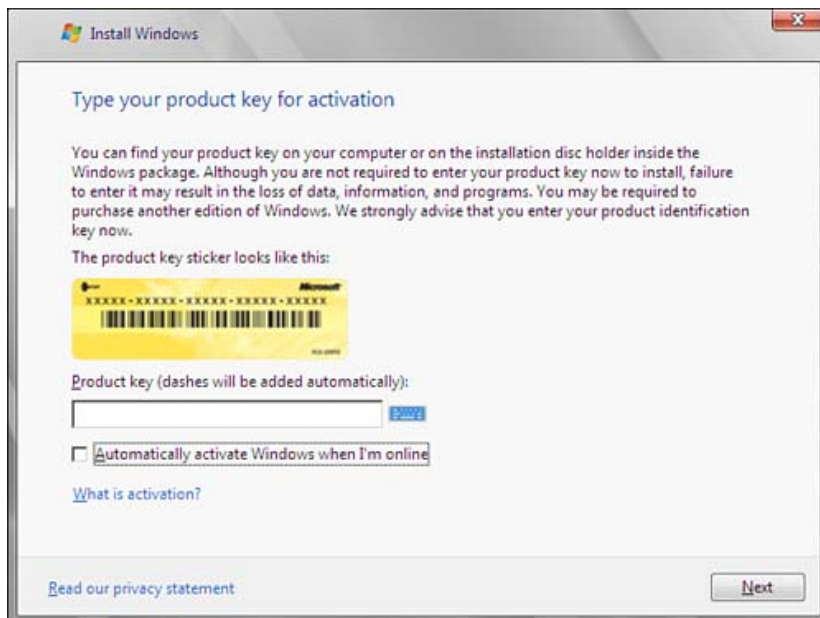 Install Windows
Type your product key for activation
You can find your product key on your computer or on the installation disc holder inside the
Windows package. Although you are not required to enter your product key now to install, failure
to enter it may result in the loss of data, information, and programs. You may be required to
purchase another edition of Windows. We strongly advise that you enter your product identification
key now.
The product key sticker looks like this:
Microsoft
XXXXX-XXXXX-XXXXX-XXXXX-XXXXX
Product key (dashes will be added automatically):
Automatically activate Windows when I'm online
What is activation?
Read our privacy statement
Next